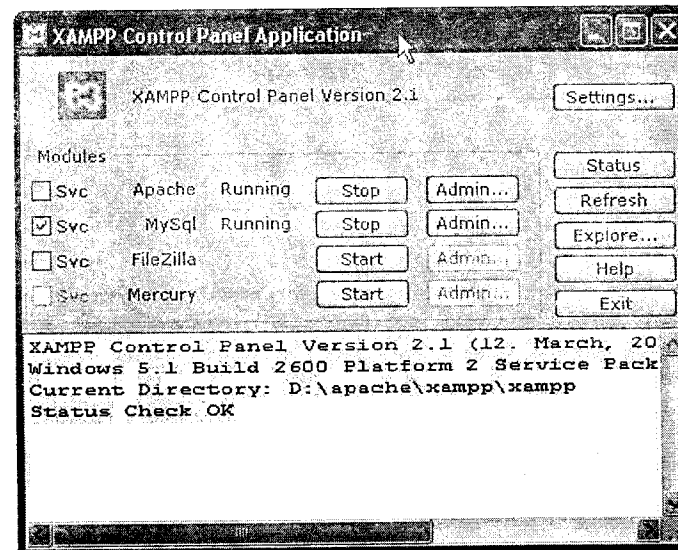 XAMPP Control Panel Application
XAMPP Control Panel Version 2.1
Settings...
Modules
Status
Svc Apache Running Stop Admin...
Refresh
Svc MySql Running Stop Admin...
Explore...
Svc FileZilla Start Admin...
Help
Svc Mercury Start Admin...
Exit
XAMPP Control Panel Version 2.1 (12. March, 20
Windows 5.1 Build 2600 Platform 2 Service Pack
Current Directory: D:\apache\xampp\xampp
Status Check OK